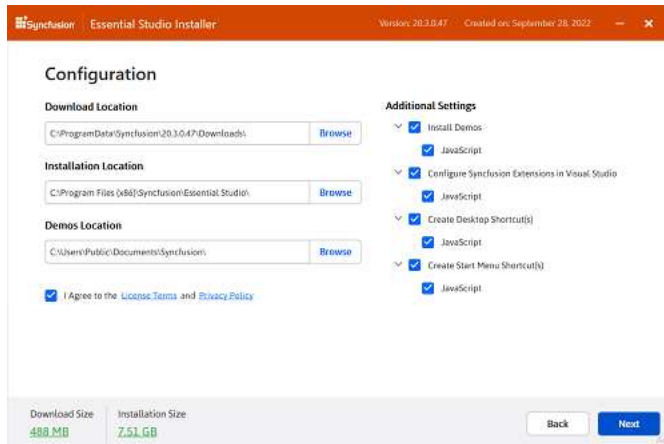 Syncfusion Essential Studio Installer Version: 20.3.0.47 Created on: September 28, 2022
Configuration
Download Location
C:\ProgramData\Syncfusion\20.3.0.47\Downloads\ Browse
Installation Location
C:\Program Files (x86)\Syncfusion\Essential Studio\ Browse
Demos Location
C:\Users\Public\Documents\Syncfusion\ Browse
I Agree to the License Terms and Privacy Policy
Additional Settings
Install Demos
JavaScript
Configure Syncfusion Extensions in Visual Studio
JavaScript
Create Desktop Shortcut(s)
JavaScript
Create Start Menu Shortcut(s)
JavaScript
Download Size Installation Size
488 MB 7.51 GB
Back Next